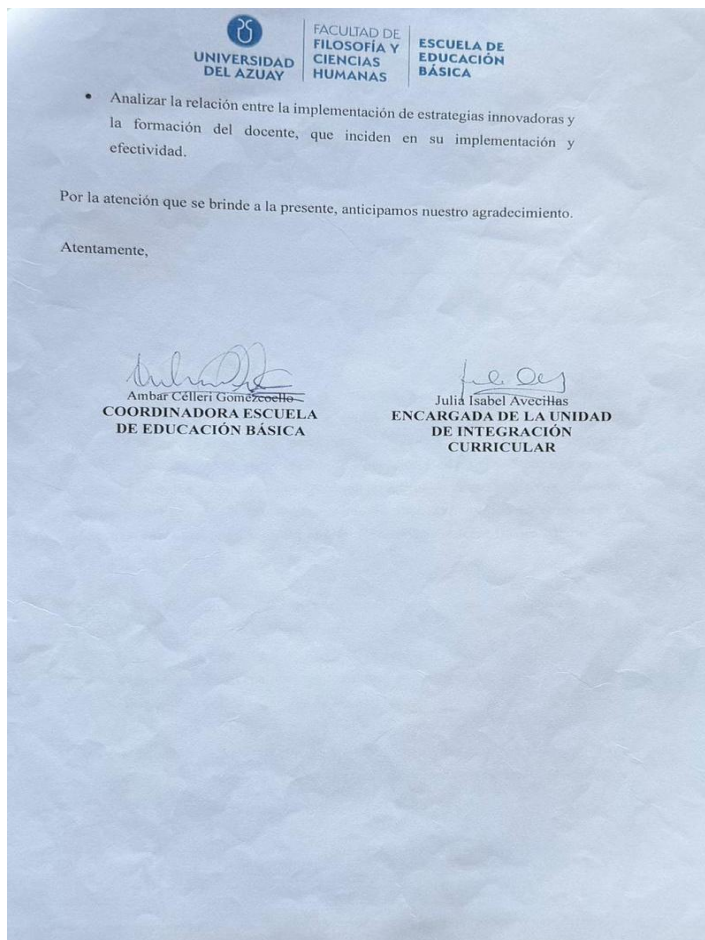 UNIVERSIDAD
DEL AZUAY
FACULTAD DE
FILOSOFÍA Y
CIENCIAS
HUMANAS
ESCUELA DE
EDUCACIÓN
BÁSICA
• Analizar la relación entre la implementación de estrategias innovadoras y
la formación del docente, que inciden en su implementación y
efectividad.
Por la atención que se brinde a la presente, anticipamos nuestro agradecimiento.
Atentamente,
Ambar Célleri Gomezcoello
COORDINADORA ESCUELA
DE EDUCACIÓN BÁSICA
Julia Isabel Avecillas
ENCARGADA DE LA UNIDAD
DE INTEGRACIÓN
CURRICULAR